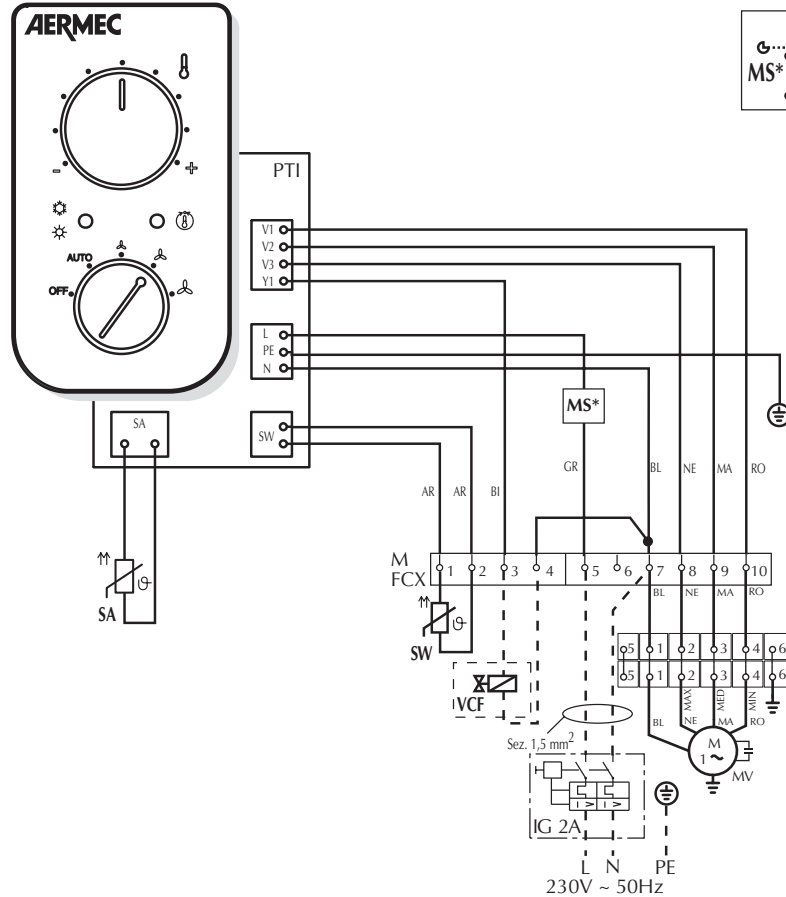 AERMEC
MS*
PTI
- +
AUTO
OFF
V1
V2
V3
Y1
L
PE
N
SA
SW
MS*
AR AR BI GR BL NE MA RO
M
FCX
1 2 3 4 5 6 7 8 9 10
BL NE MA RO
SA
SW
VCF
5 1 2 3 4 6
5 1 2 3 4 6
MAX MED MIN
BL NE MA RO
Sez. 1,5 mm2
M
1 ~
MV
I > I >
IG 2A
L N PE
230V ~ 50Hz